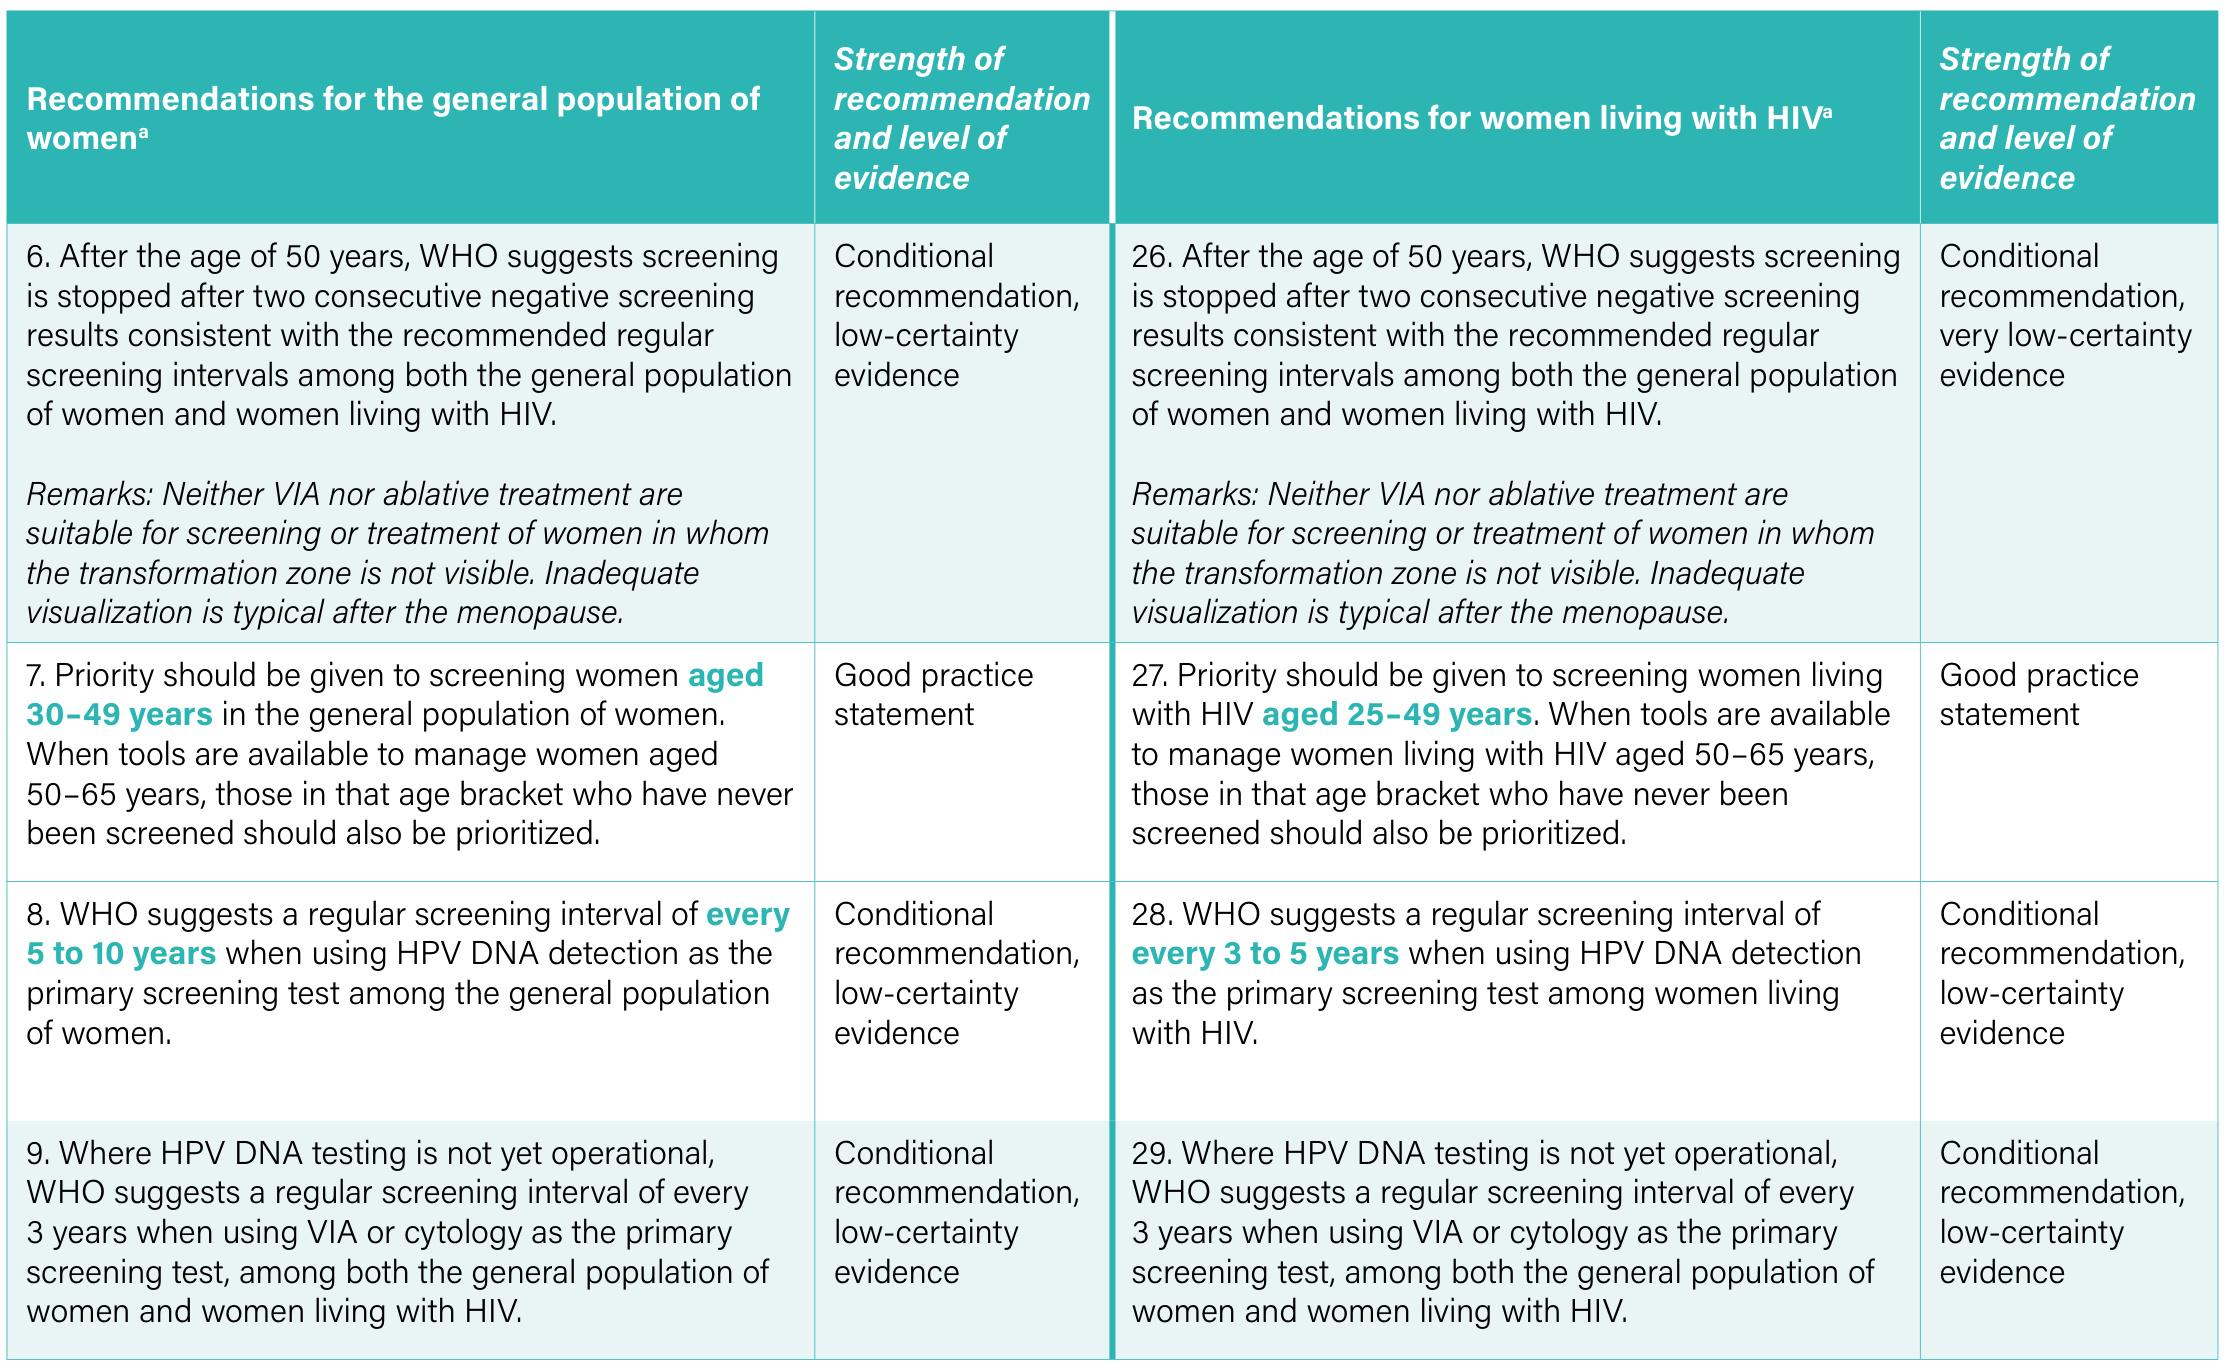 Recommendations for the general population of
womenᵃ
Strength of
recommendation
and level of
evidence
Recommendations for women living with HIVᵃ
Strength of
recommendation
and level of
evidence
6. After the age of 50 years, WHO suggests screening
is stopped after two consecutive negative screening
results consistent with the recommended regular
screening intervals among both the general population
of women and women living with HIV.
Remarks: Neither VIA nor ablative treatment are
suitable for screening or treatment of women in whom
the transformation zone is not visible. Inadequate
visualization is typical after the menopause.
Conditional
recommendation,
low-certainty
evidence
26. After the age of 50 years, WHO suggests screening
is stopped after two consecutive negative screening
results consistent with the recommended regular
screening intervals among both the general population
of women and women living with HIV.
Remarks: Neither VIA nor ablative treatment are
suitable for screening or treatment of women in whom
the transformation zone is not visible. Inadequate
visualization is typical after the menopause.
Conditional
recommendation,
very low-certainty
evidence
7. Priority should be given to screening women aged
30–49 years in the general population of women.
When tools are available to manage women aged
50–65 years, those in that age bracket who have never
been screened should also be prioritized.
Good practice
statement
27. Priority should be given to screening women living
with HIV aged 25–49 years. When tools are available
to manage women living with HIV aged 50–65 years,
those in that age bracket who have never been
screened should also be prioritized.
Good practice
statement
8. WHO suggests a regular screening interval of every
5 to 10 years when using HPV DNA detection as the
primary screening test among the general population
of women.
Conditional
recommendation,
low-certainty
evidence
28. WHO suggests a regular screening interval of
every 3 to 5 years when using HPV DNA detection
as the primary screening test among women living
with HIV.
Conditional
recommendation,
low-certainty
evidence
9. Where HPV DNA testing is not yet operational,
WHO suggests a regular screening interval of every
3 years when using VIA or cytology as the primary
screening test, among both the general population of
women and women living with HIV.
Conditional
recommendation,
low-certainty
evidence
29. Where HPV DNA testing is not yet operational,
WHO suggests a regular screening interval of every
3 years when using VIA or cytology as the primary
screening test, among both the general population of
women and women living with HIV.
Conditional
recommendation,
low-certainty
evidence